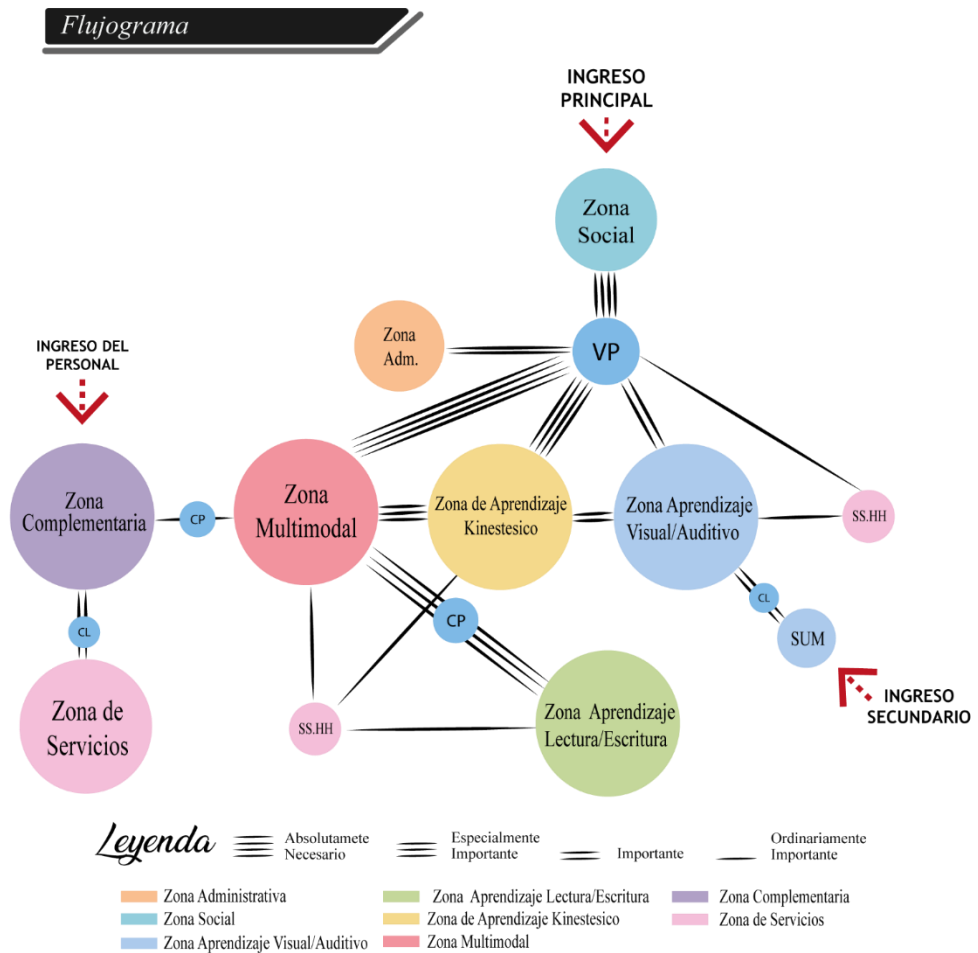 Flujograma
INGRESO
PRINCIPAL
Zona
Social
Zona
Adm.
VP
INGRESO DEL
PERSONAL
Zona
Complementaria
CP
Zona
Multimodal
Zona de Aprendizaje
Kinestesico
Zona Aprendizaje
Visual/Auditivo
SS.HH
CL
SUM
CP
CL
INGRESO
SECUNDARIO
Zona de
Servicios
SS.HH
Zona Aprendizaje
Lectura/Escritura
Leyenda
Absolutamete
Necesario
Especialmente
Importante
Importante
Ordinariamente
Importante
Zona Administrativa
Zona Aprendizaje Lectura/Escritura
Zona Complementaria
Zona Social
Zona de Aprendizaje Kinestesico
Zona de Servicios
Zona Aprendizaje Visual/Auditivo
Zona Multimodal